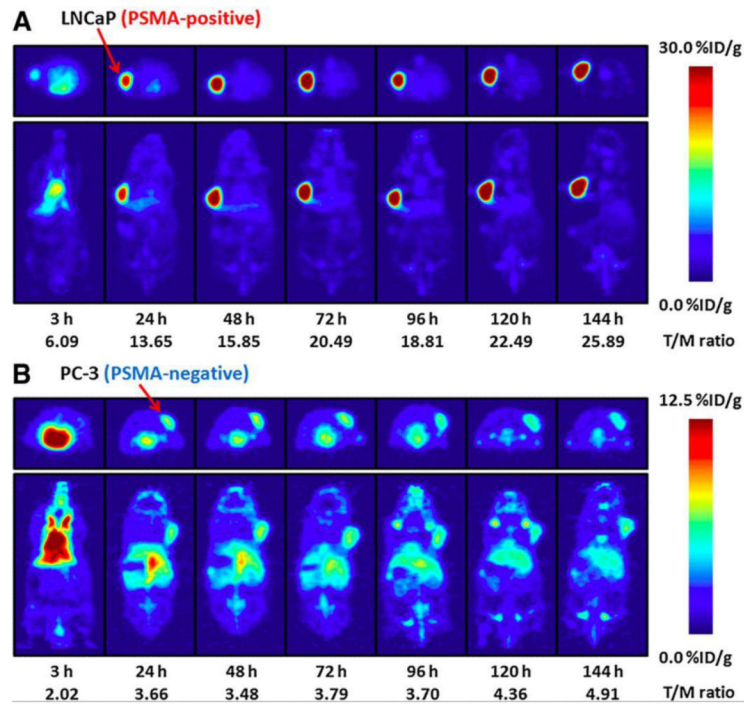 A
LNCaP (PSMA-positive)
30.0 %ID/g
0.0 %ID/g
3 h 24 h 48 h 72 h 96 h 120 h 144 h
6.09 13.65 15.85 20.49 18.81 22.49 25.89 T/M ratio
B
PC-3 (PSMA-negative)
12.5 %ID/g
0.0 %ID/g
3 h 24 h 48 h 72 h 96 h 120 h 144 h
2.02 3.66 3.48 3.79 3.70 4.36 4.91 T/M ratio